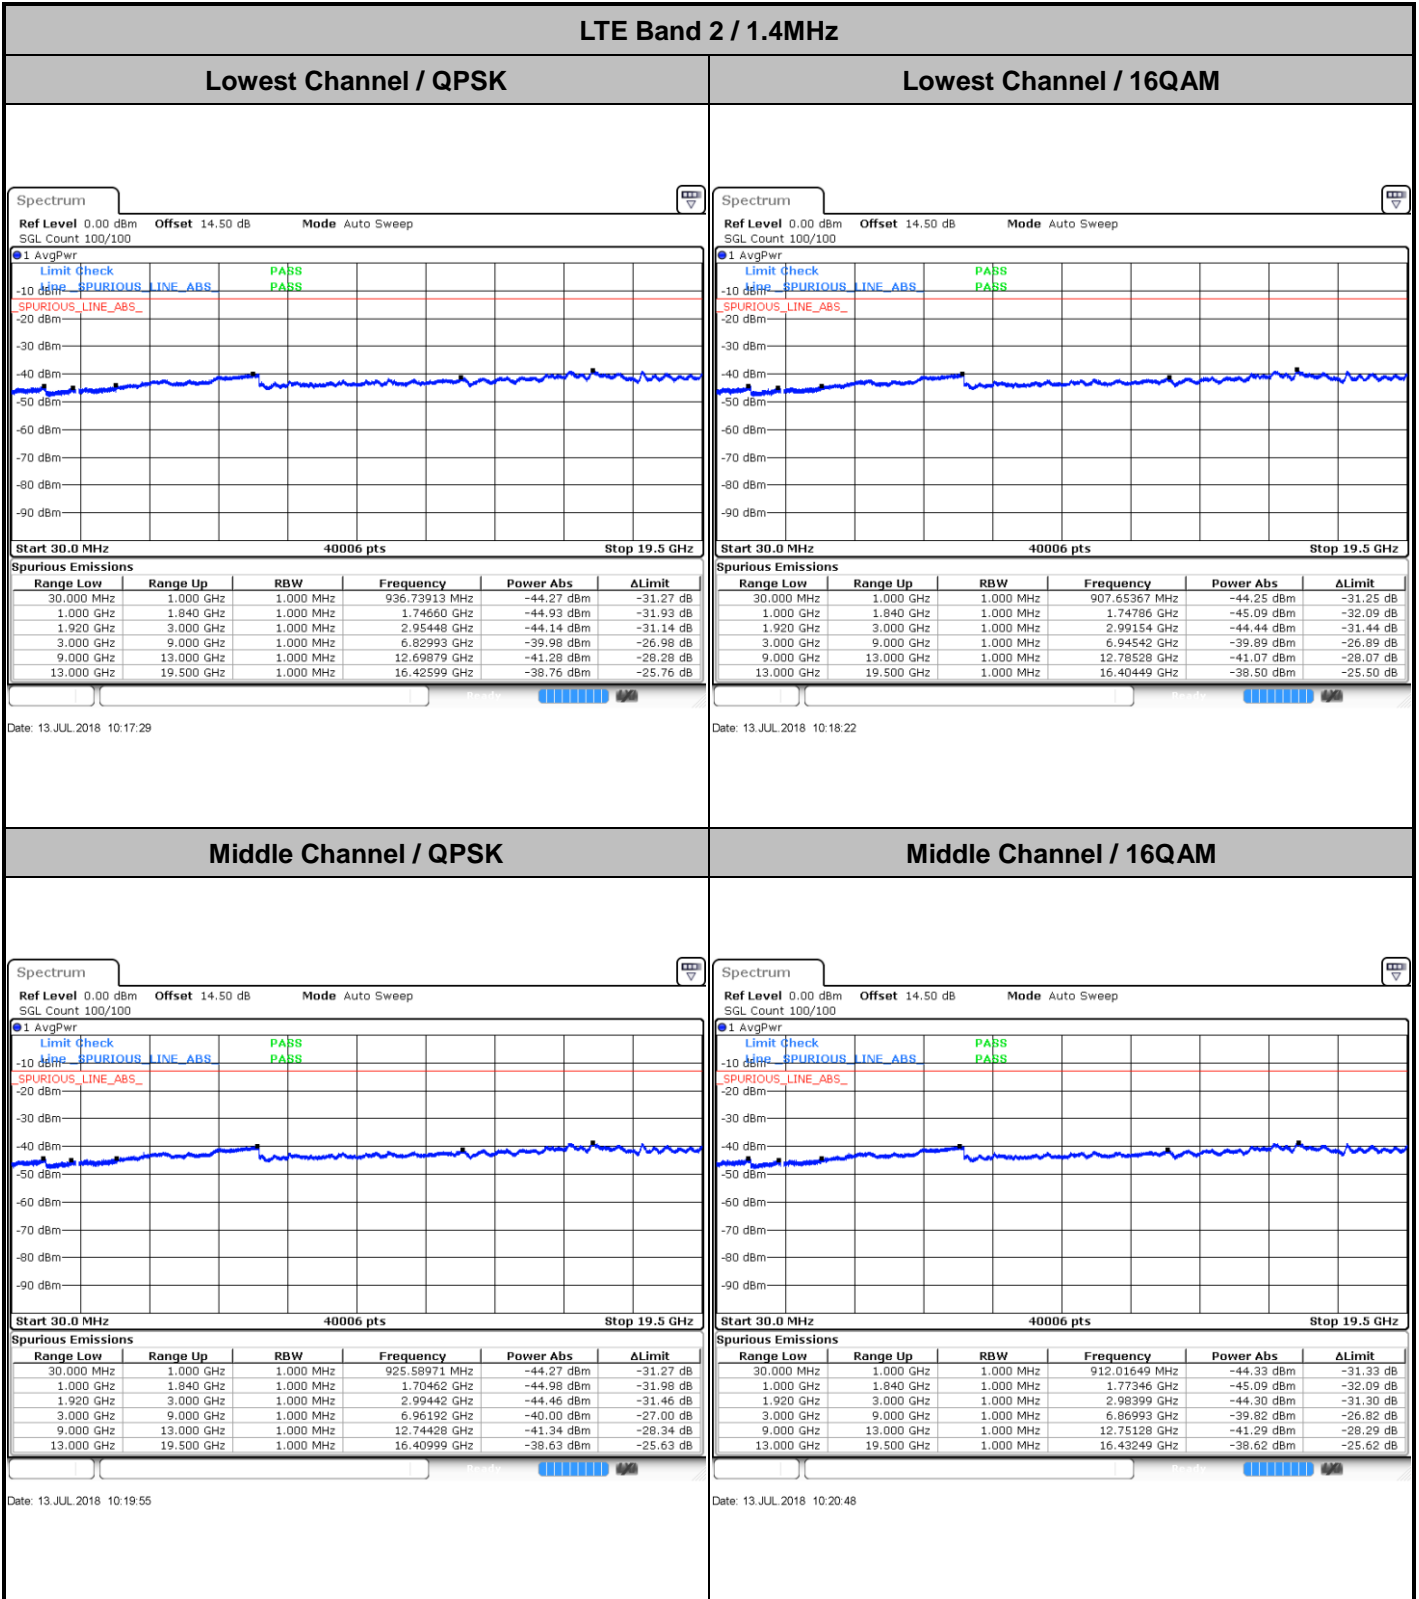 LTE Band 2 / 1.4MHz
Lowest Channel / QPSK
Lowest Channel / 16QAM
Spectrum
Ref Level 0.00 dBm Offset 14.50 dB Mode Auto Sweep
SGL Count 100/100
1 AvgPwr
Limit Check PASS
Line _SPURIOUS_LINE_ABS_ PASS
-10 dBm
_SPURIOUS_LINE_ABS_
-20 dBm
-30 dBm
-40 dBm
-50 dBm
-60 dBm
-70 dBm
-80 dBm
-90 dBm
Start 30.0 MHz 40006 pts Stop 19.5 GHz
Spurious Emissions
Range Low Range Up RBW Frequency Power Abs ΔLimit
30.000 MHz 1.000 GHz 1.000 MHz 936.73913 MHz -44.27 dBm -31.27 dB
1.000 GHz 1.840 GHz 1.000 MHz 1.74660 GHz -44.93 dBm -31.93 dB
1.920 GHz 3.000 GHz 1.000 MHz 2.95448 GHz -44.14 dBm -31.14 dB
3.000 GHz 9.000 GHz 1.000 MHz 6.82993 GHz -39.98 dBm -26.98 dB
9.000 GHz 13.000 GHz 1.000 MHz 12.69879 GHz -41.28 dBm -28.28 dB
13.000 GHz 19.500 GHz 1.000 MHz 16.42599 GHz -38.76 dBm -25.76 dB
Ready
Date: 13.JUL.2018 10:17:29
Spectrum
Ref Level 0.00 dBm Offset 14.50 dB Mode Auto Sweep
SGL Count 100/100
1 AvgPwr
Limit Check PASS
Line _SPURIOUS_LINE_ABS_ PASS
-10 dBm
_SPURIOUS_LINE_ABS_
-20 dBm
-30 dBm
-40 dBm
-50 dBm
-60 dBm
-70 dBm
-80 dBm
-90 dBm
Start 30.0 MHz 40006 pts Stop 19.5 GHz
Spurious Emissions
Range Low Range Up RBW Frequency Power Abs ΔLimit
30.000 MHz 1.000 GHz 1.000 MHz 907.65367 MHz -44.25 dBm -31.25 dB
1.000 GHz 1.840 GHz 1.000 MHz 1.74786 GHz -45.09 dBm -32.09 dB
1.920 GHz 3.000 GHz 1.000 MHz 2.99154 GHz -44.44 dBm -31.44 dB
3.000 GHz 9.000 GHz 1.000 MHz 6.94542 GHz -39.89 dBm -26.89 dB
9.000 GHz 13.000 GHz 1.000 MHz 12.78528 GHz -41.07 dBm -28.07 dB
13.000 GHz 19.500 GHz 1.000 MHz 16.40449 GHz -38.50 dBm -25.50 dB
Ready
Date: 13.JUL.2018 10:18:22
Middle Channel / QPSK
Middle Channel / 16QAM
Spectrum
Ref Level 0.00 dBm Offset 14.50 dB Mode Auto Sweep
SGL Count 100/100
1 AvgPwr
Limit Check PASS
Line _SPURIOUS_LINE_ABS_ PASS
-10 dBm
_SPURIOUS_LINE_ABS_
-20 dBm
-30 dBm
-40 dBm
-50 dBm
-60 dBm
-70 dBm
-80 dBm
-90 dBm
Start 30.0 MHz 40006 pts Stop 19.5 GHz
Spurious Emissions
Range Low Range Up RBW Frequency Power Abs ΔLimit
30.000 MHz 1.000 GHz 1.000 MHz 925.58971 MHz -44.27 dBm -31.27 dB
1.000 GHz 1.840 GHz 1.000 MHz 1.70462 GHz -44.98 dBm -31.98 dB
1.920 GHz 3.000 GHz 1.000 MHz 2.99442 GHz -44.46 dBm -31.46 dB
3.000 GHz 9.000 GHz 1.000 MHz 6.96192 GHz -40.00 dBm -27.00 dB
9.000 GHz 13.000 GHz 1.000 MHz 12.74428 GHz -41.34 dBm -28.34 dB
13.000 GHz 19.500 GHz 1.000 MHz 16.40999 GHz -38.63 dBm -25.63 dB
Ready
Date: 13.JUL.2018 10:19:55
Spectrum
Ref Level 0.00 dBm Offset 14.50 dB Mode Auto Sweep
SGL Count 100/100
1 AvgPwr
Limit Check PASS
Line _SPURIOUS_LINE_ABS_ PASS
-10 dBm
_SPURIOUS_LINE_ABS_
-20 dBm
-30 dBm
-40 dBm
-50 dBm
-60 dBm
-70 dBm
-80 dBm
-90 dBm
Start 30.0 MHz 40006 pts Stop 19.5 GHz
Spurious Emissions
Range Low Range Up RBW Frequency Power Abs ΔLimit
30.000 MHz 1.000 GHz 1.000 MHz 912.01649 MHz -44.33 dBm -31.33 dB
1.000 GHz 1.840 GHz 1.000 MHz 1.77346 GHz -45.09 dBm -32.09 dB
1.920 GHz 3.000 GHz 1.000 MHz 2.98399 GHz -44.30 dBm -31.30 dB
3.000 GHz 9.000 GHz 1.000 MHz 6.86993 GHz -39.82 dBm -26.82 dB
9.000 GHz 13.000 GHz 1.000 MHz 12.75128 GHz -41.29 dBm -28.29 dB
13.000 GHz 19.500 GHz 1.000 MHz 16.43249 GHz -38.62 dBm -25.62 dB
Ready
Date: 13.JUL.2018 10:20:48